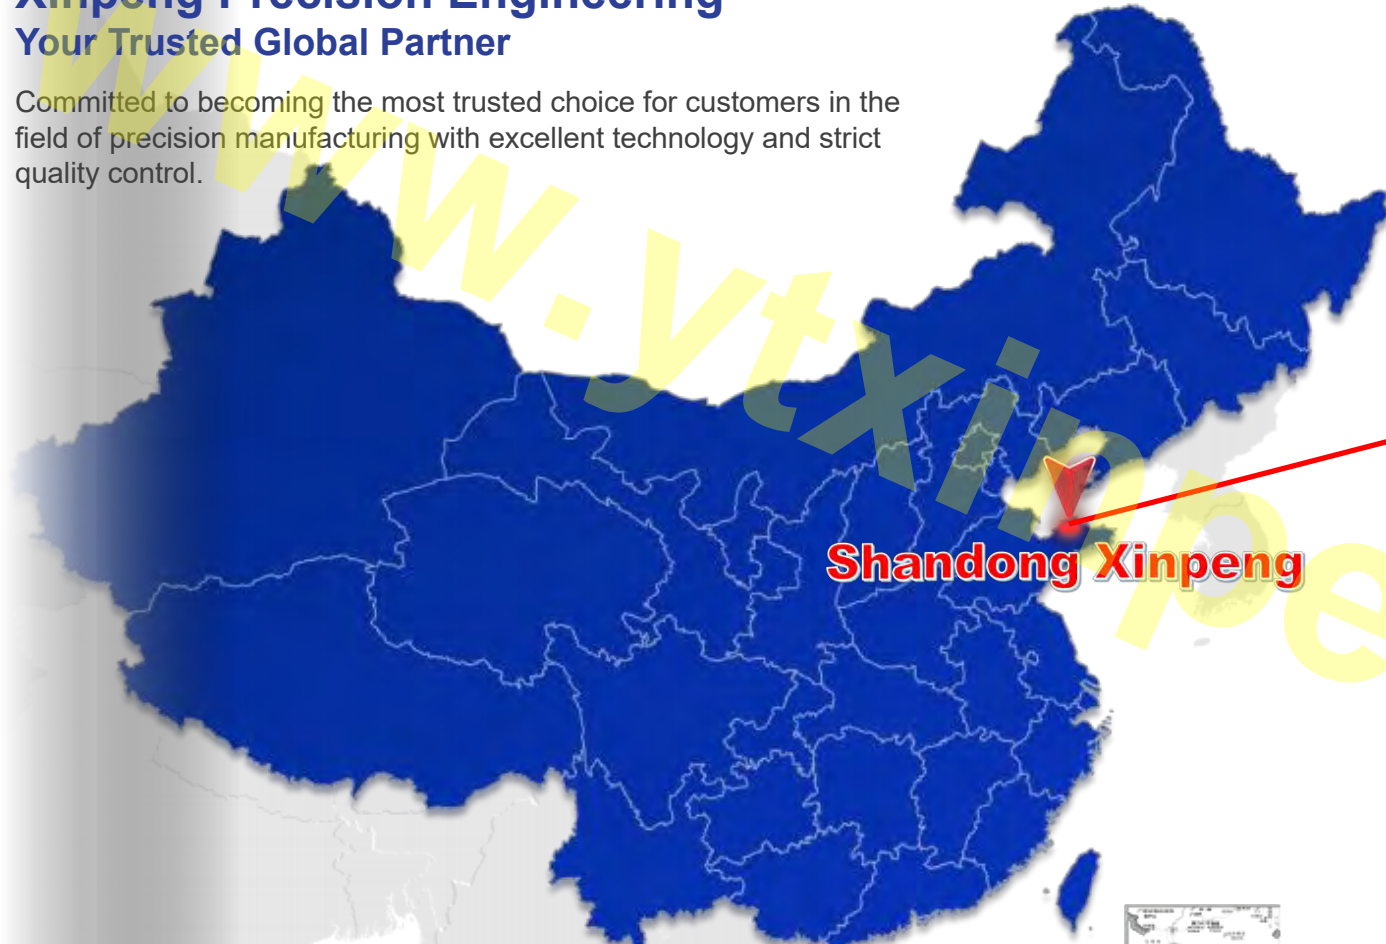 Xinpeng Precision Engineering
Your Trusted Global Partner
Committed to becoming the most trusted choice for customers in the
field of precision manufacturing with excellent technology and strict
quality control.
www.ytxinpe
Shandong Xinpeng